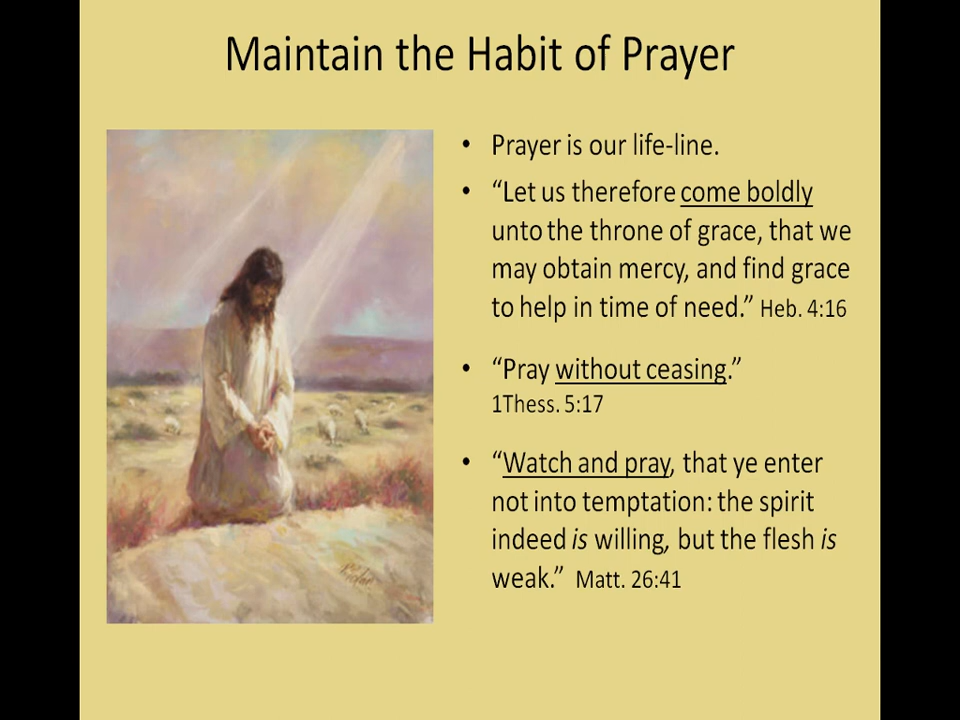 Maintain the Habit of Prayer
• Prayer is our life-line.
• “Let us therefore come boldly
unto the throne of grace, that we
may obtain mercy, and find grace
to help in time of need.” Heb. 4:16
• “Pray without ceasing.”
1Thess. 5:17
• “Watch and pray, that ye enter
not into temptation: the spirit
indeed is willing, but the flesh is
weak.” Matt. 26:41